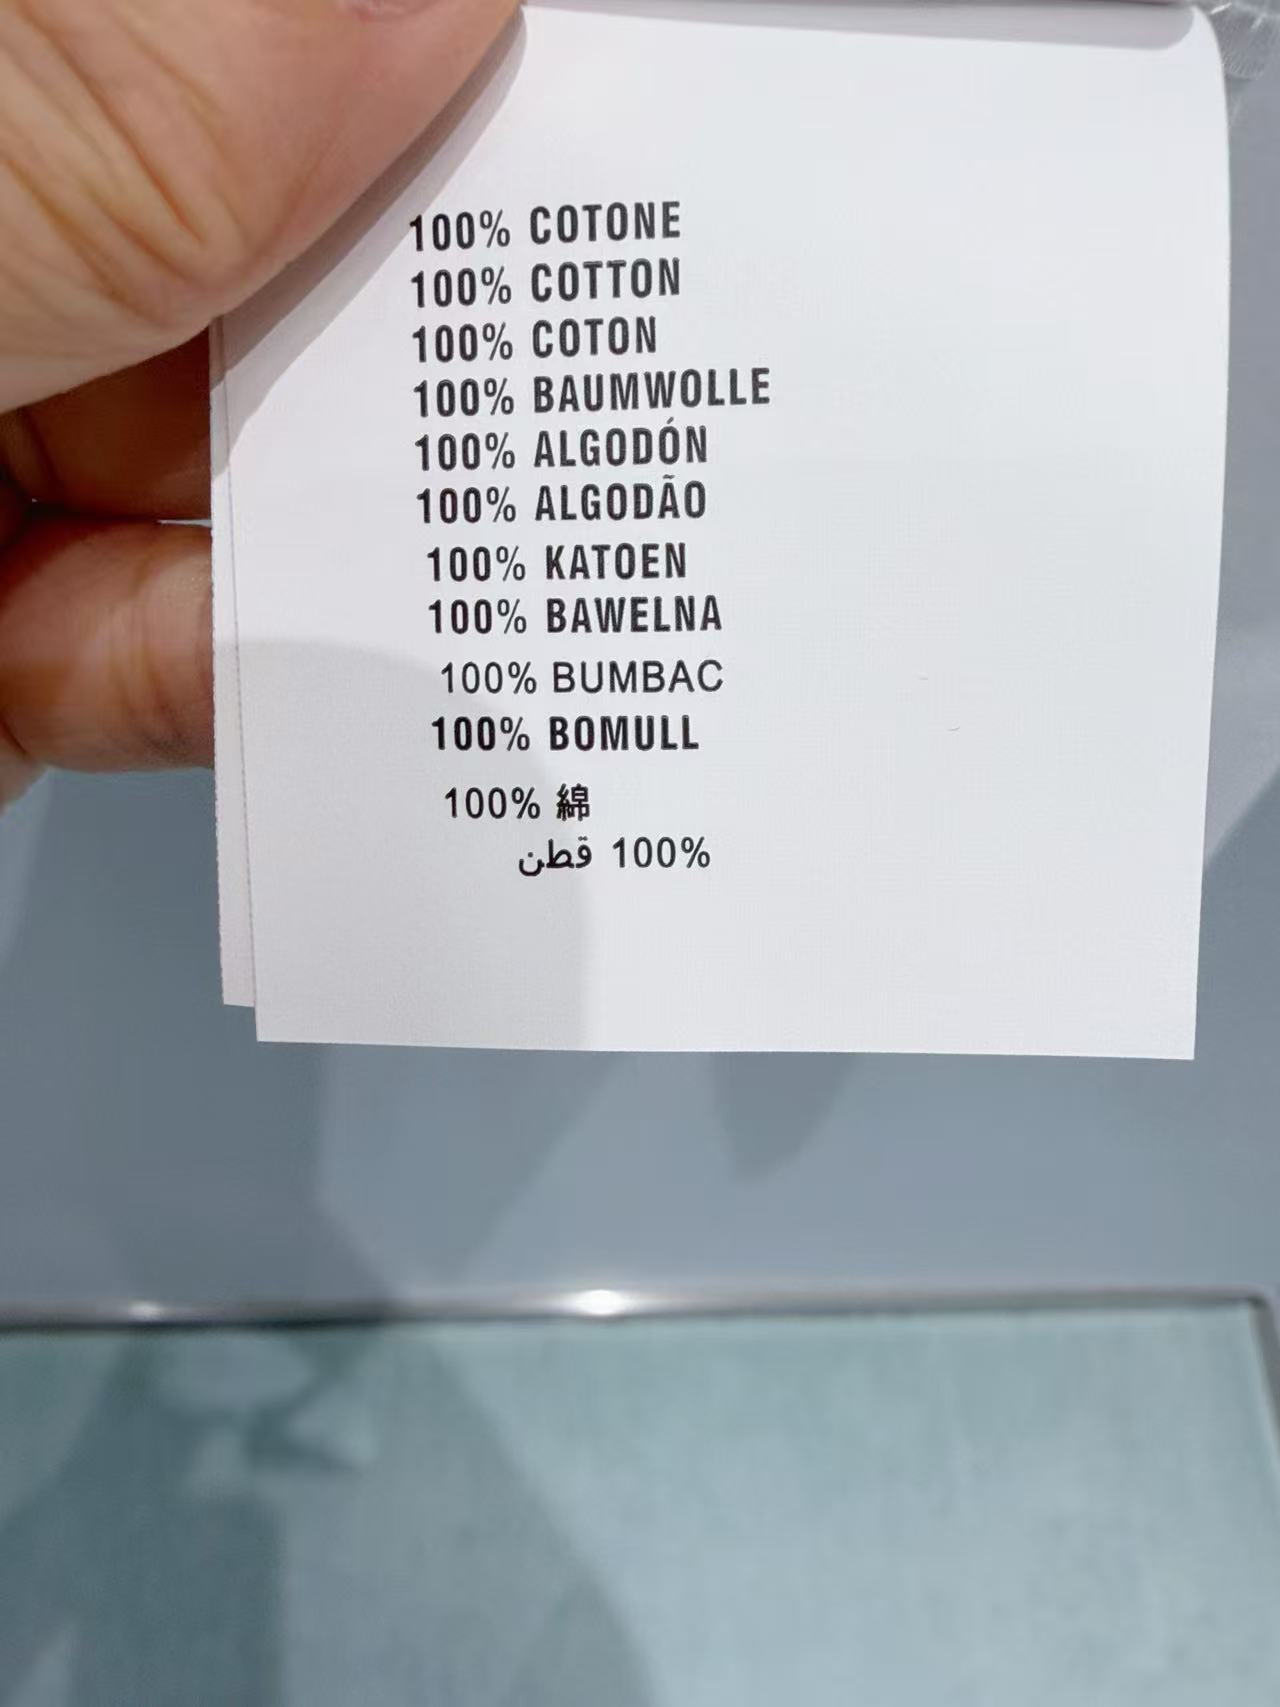 100% COTONE
100% COTTON
100% COTON
100% BAUMWOLLE
100% ALGODÓN
100% ALGODÃO
100% KATOEN
100% BAWELNA
100% BUMBAC
100% BOMULL
100% 綿
100% قطن